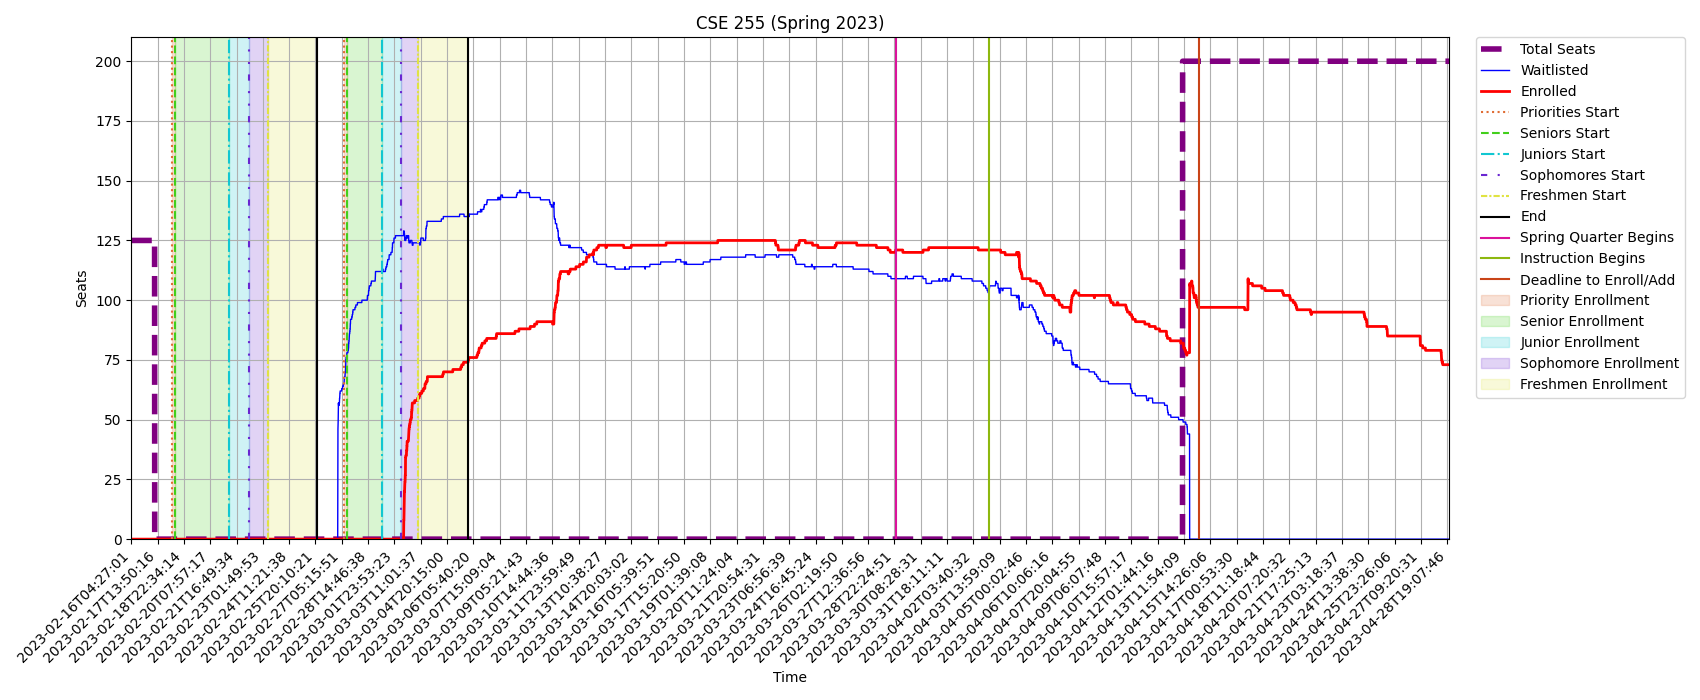 CSE 255 (Spring 2023)
Seats
200
175
150
125
100
75
50
25
0
2023-02-16T04:27:01
2023-02-17T13:50:16
2023-02-18T22:34:14
2023-02-20T07:57:17
2023-02-21T16:49:34
2023-02-23T01:49:53
2023-02-24T11:21:38
2023-02-25T20:10:21
2023-02-27T05:15:51
2023-02-28T14:46:38
2023-03-01T23:53:23
2023-03-03T11:01:37
2023-03-04T20:15:00
2023-03-06T05:40:20
2023-03-07T15:09:04
2023-03-09T05:21:43
2023-03-10T14:44:36
2023-03-11T23:59:49
2023-03-13T10:38:27
2023-03-14T20:03:02
2023-03-16T05:39:51
2023-03-17T15:20:50
2023-03-19T01:39:08
2023-03-20T11:24:04
2023-03-21T20:54:31
2023-03-23T06:56:39
2023-03-24T16:45:24
2023-03-26T02:19:50
2023-03-27T12:36:56
2023-03-28T22:24:51
2023-03-30T08:28:31
2023-03-31T18:11:11
2023-04-02T03:40:32
2023-04-03T13:59:09
2023-04-05T00:02:46
2023-04-06T10:06:16
2023-04-07T20:04:55
2023-04-09T06:07:48
2023-04-10T15:57:17
2023-04-12T01:44:16
2023-04-13T11:54:09
2023-04-15T14:26:06
2023-04-17T00:53:30
2023-04-18T11:18:44
2023-04-20T07:20:32
2023-04-21T17:25:13
2023-04-23T03:18:37
2023-04-24T13:38:30
2023-04-25T23:26:06
2023-04-27T09:20:31
2023-04-28T19:07:46
Time
Total Seats
Waitlisted
Enrolled
Priorities Start
Seniors Start
Juniors Start
Sophomores Start
Freshmen Start
End
Spring Quarter Begins
Instruction Begins
Deadline to Enroll/Add
Priority Enrollment
Senior Enrollment
Junior Enrollment
Sophomore Enrollment
Freshmen Enrollment